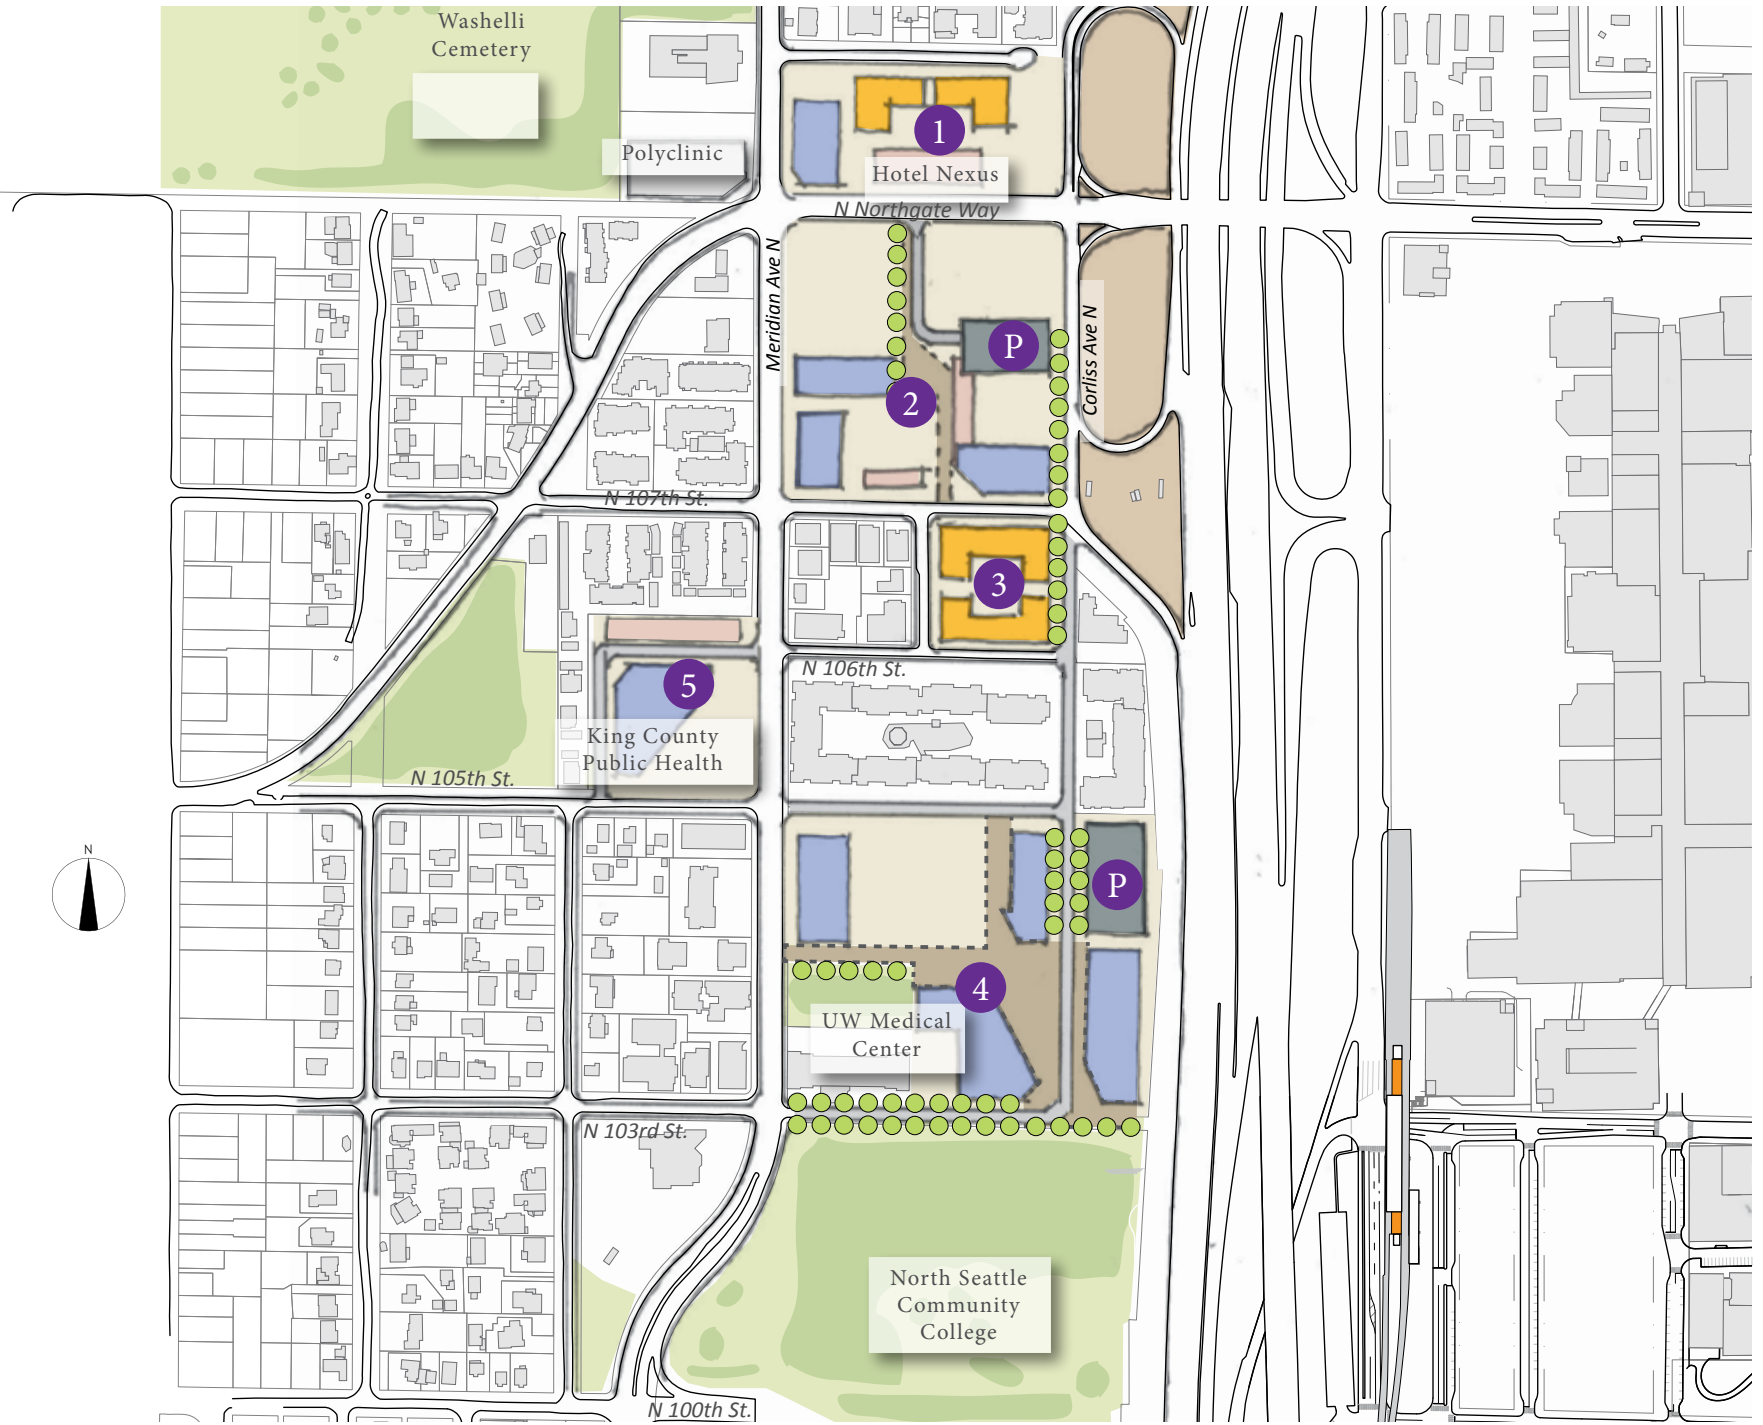 Washelli
Cemetery
Polyclinic
1
Hotel Nexus
N Northgate Way
Meridian Ave N
Corliss Ave N
P
2
N 107th St.
3
N 106th St.
5
King County
Public Health
N 105th St.
N
P
4
UW Medical
Center
N 103rd St.
North Seattle
Community
College
N 100th St.